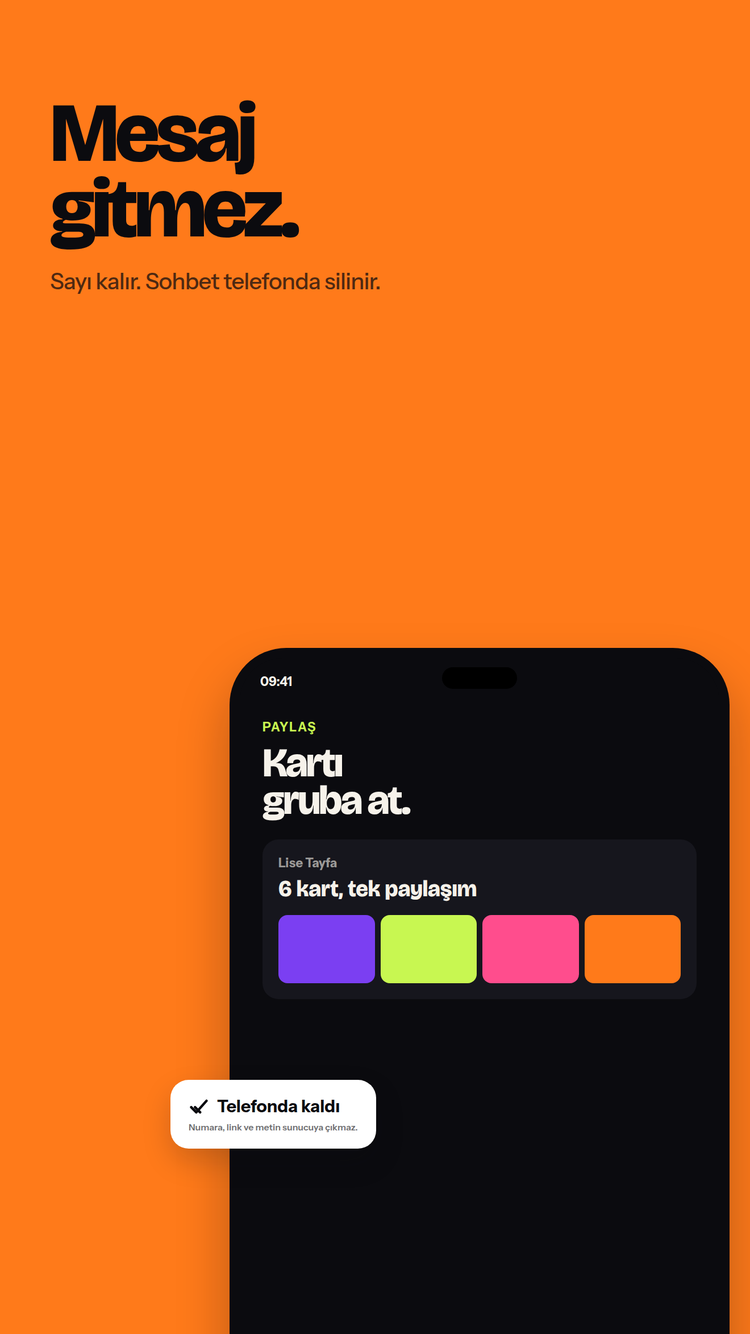 Mesaj
gitmez.
Sayı kalır. Sohbet telefonda silinir.
09:41
PAYLAŞ
Kartı
gruba at.
Lise Tayfa
6 kart, tek paylaşım
Telefonda kaldı
Numara, link ve metin sunucuya çıkmaz.